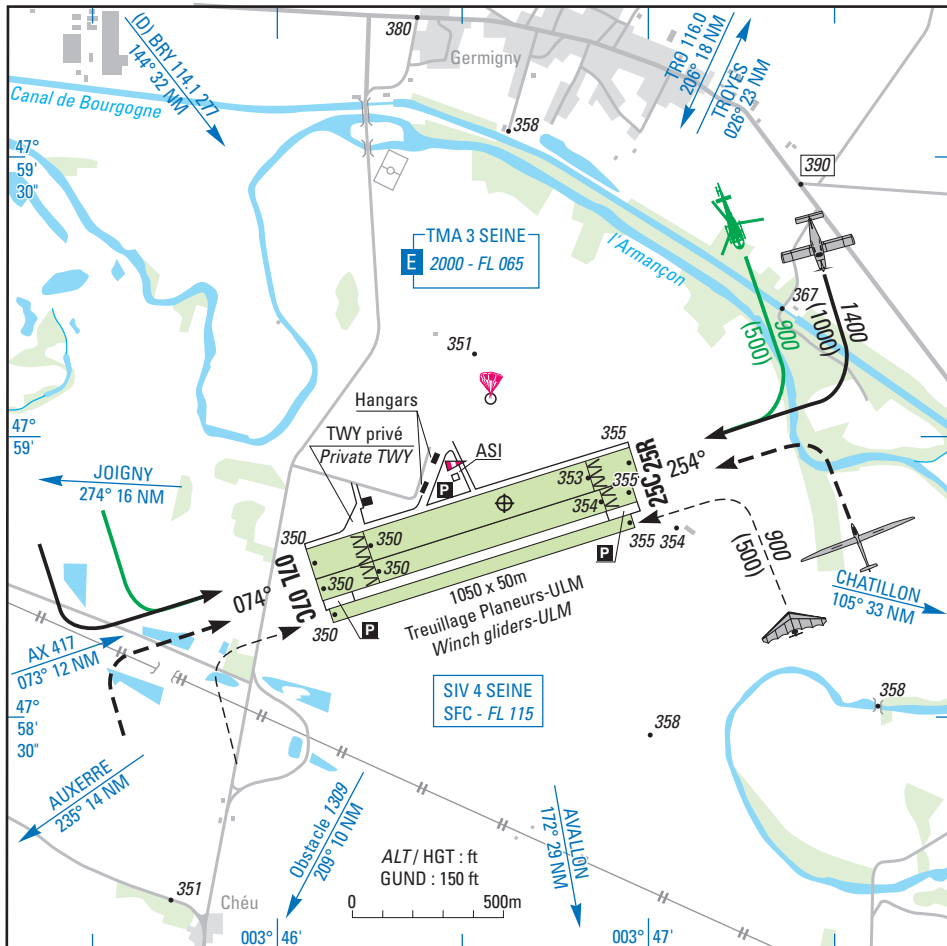 380
Germigny
(D) BRY 114.1 277
144° 32 NM
TRO 116.0
206° 18 NM
TROYES
026° 23 NM
Canal de Bourgogne
358
47°
59'
30"
390
TMA 3 SEINE
E
2000 - FL 065
l'Armançon
367
1400
(1000)
900
(500)
351
Hangars
47°
59'
TWY privé
Private TWY
ASI
P
355
25C 25R
254°
353
355
354
JOIGNY
274° 16 NM
350
350
350
350
355
354
P
900
(500)
07L 07C
074°
1050 x 50m
Treuillage Planeurs-ULM
Winch gliders-ULM
CHATILLON
105° 33 NM
350
P
AX 417
073° 12 NM
SIV 4 SEINE
SFC - FL 115
358
358
47°
58'
30"
AUXERRE
235° 14 NM
Obstacle 1309
209° 10 NM
AVALLON
172° 29 NM
ALT / HGT : ft
GUND : 150 ft
351
Chéu
0
500m
003° 46'
003° 47'